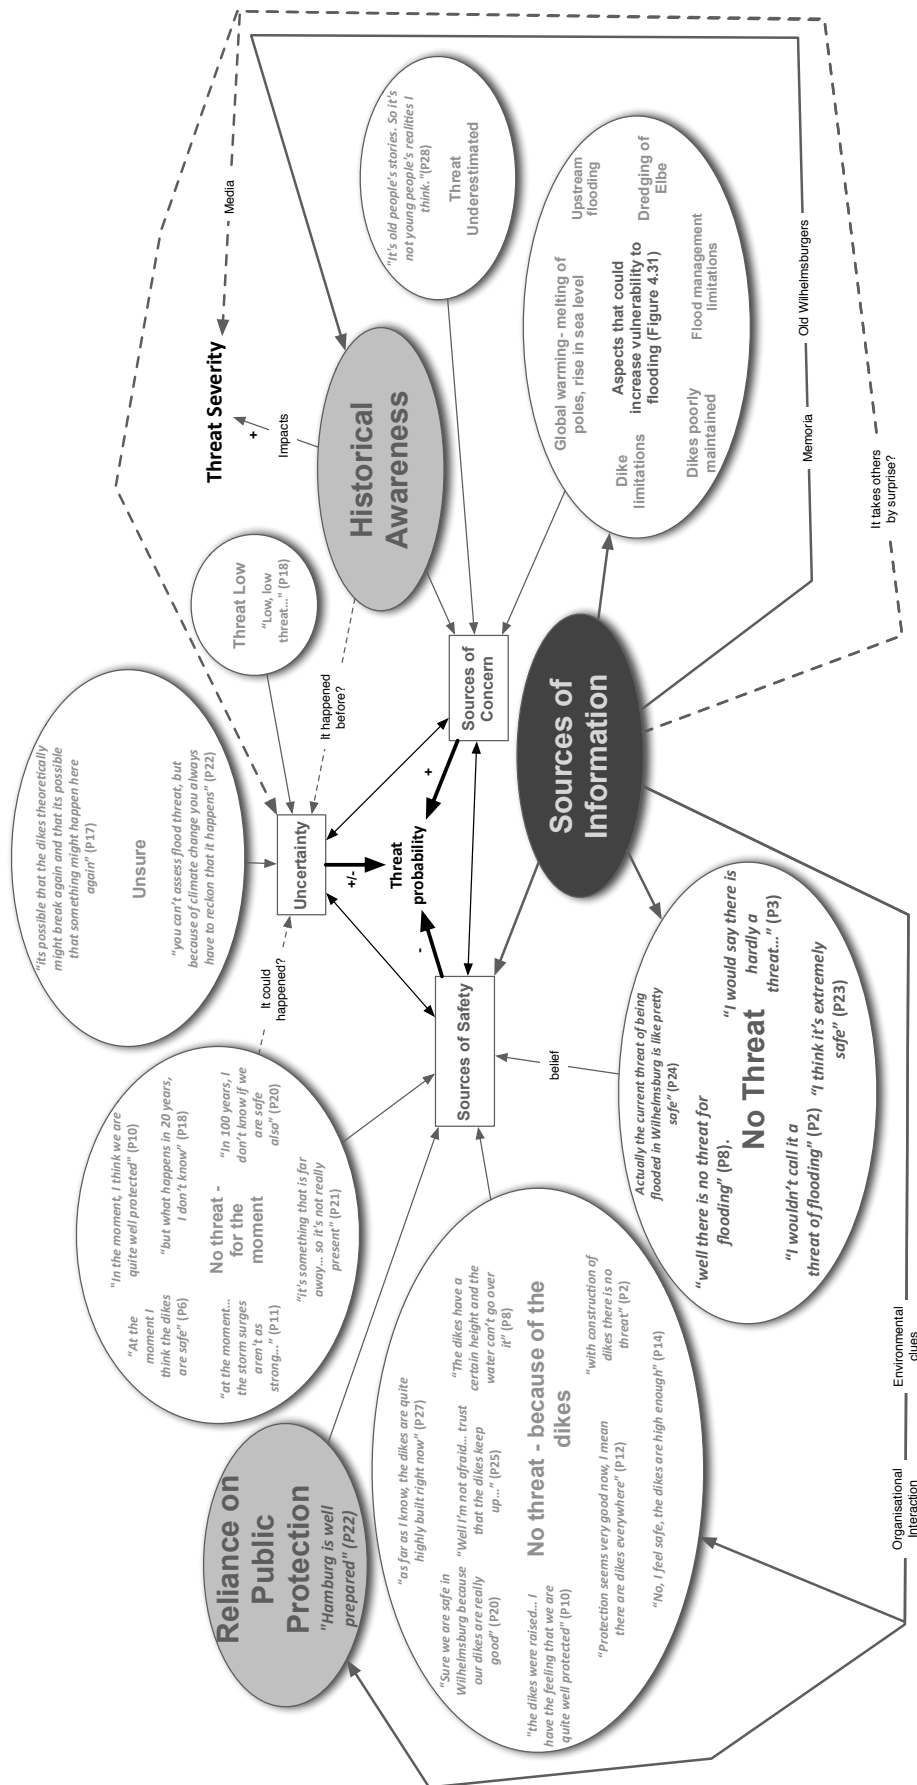 "its possible that the dikes theoretically
might break again and that its possible
that something might happen here
again" (P17)
Unsure
"you can't assess flood threat, but
because of climate change you always
have to reckon that it happens" (P22)
"In the moment, I think we are
quite well protected" (P10)
"At the
moment I
think the dikes
are safe" (P6)
"but what happens in 20 years,
I don't know" (P18)
No threat -
for the
moment
"at the moment...
the storm surges
aren't as
strong..." (P11)
"In 100 years, I
don't know if we
are safe
also" (P20)
"it's something that is far
away... so it's not really
present" (P21)
It could
happened?
Threat Low
"Low, low
threat..." (P18)
Media
Threat Severity
+
Impacts
Reliance on
Public
Protection
"Hamburg is well
prepared" (P22)
Uncertainty
It happened
before?
Historical
Awareness
+/-
Threat
probability
-
+
Sources of Safety
Sources of
Concern
"It's old people's stories. So it's
not young people's realities I
think."(P28)
Threat
Underestimated
"as far as I know, the dikes are quite
highly built right now" (P27)
"Sure we are safe in
Wilhelmsburg because
our dikes are really
good" (P20)
"Well I'm not afraid... trust
that the dikes keep
up..." (P25)
"The dikes have a
certain height and the
water can't go over
it" (P8)
No threat - because of the
dikes
"the dikes were raised... I
have the feeling that we are
quite well protected" (P10)
"with construction of
dikes there is no
threat" (P2)
"Protection seems very good now, I mean
there are dikes everywhere" (P12)
"No, I feel safe, the dikes are high enough" (P14)
belief
Sources of
Information
Global warming- melting of
poles, rise in sea level
Upstream
flooding
Dike
limitations
Aspects that could
increase vulnerability to
flooding (Figure 4.31)
Dredging of
Elbe
Dikes poorly
maintained
Flood management
limitations
Actually the current threat of being
flooded in Wilhelmsburg is like pretty
safe" (P24)
"well there is no threat for
flooding" (P8).
"I would say there is
hardly a
threat..." (P3)
No Threat
"I wouldn't call it a
threat of flooding" (P2)
"I think it's extremely
safe" (P23)
Memoria
Old Wilhelmsburgers
It takes others
by surprise?
Organisational
Interaction
Environmental
clues